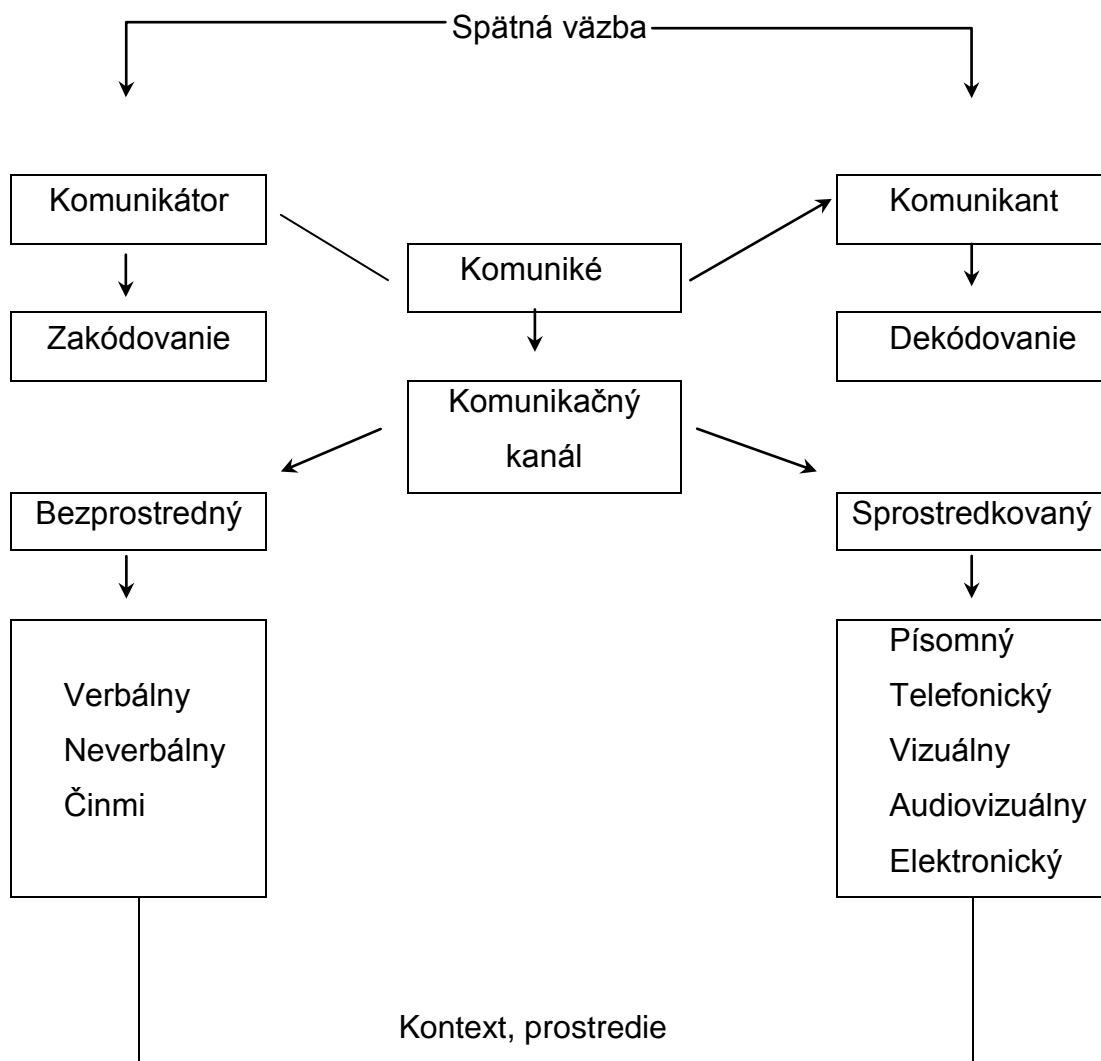 Spätná väzba
Komunikátor
Komunikant
Komuniké
Zakódovanie
Dekódovanie
Komunikačný
kanál
Bezprostredný
Sprostredkovaný
Verbálny
Neverbálny
Činmi
Písomný
Telefonický
Vizuálny
Audiovizuálny
Elektronický
Kontext, prostredie